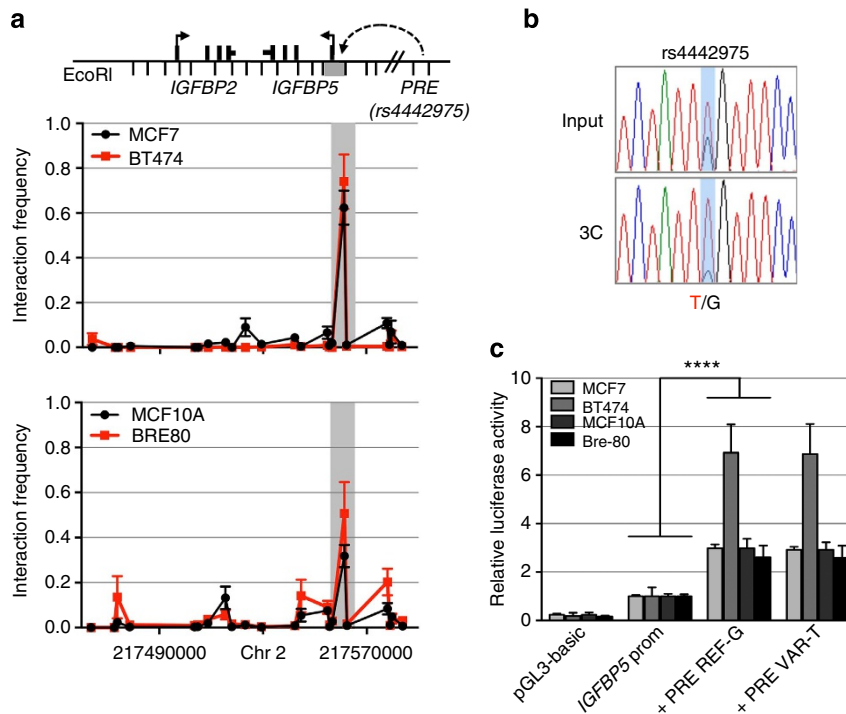 a
EcoRI
IGFBP2
IGFBP5
PRE
(rs4442975)
1.0
0.8
0.6
0.4
0.2
0.0
Interaction frequency
MCF7
BT474
1.0
0.8
0.6
0.4
0.2
0.0
Interaction frequency
MCF10A
BRE80
217490000
Chr 2
217570000
b
rs4442975
Input
3C
T/G
c
****
10
8
6
4
2
0
Relative luciferase activity
MCF7
BT474
MCF10A
Bre-80
pGL3-basic
IGFBP5 prom
+ PRE REF-G
+ PRE VAR-T